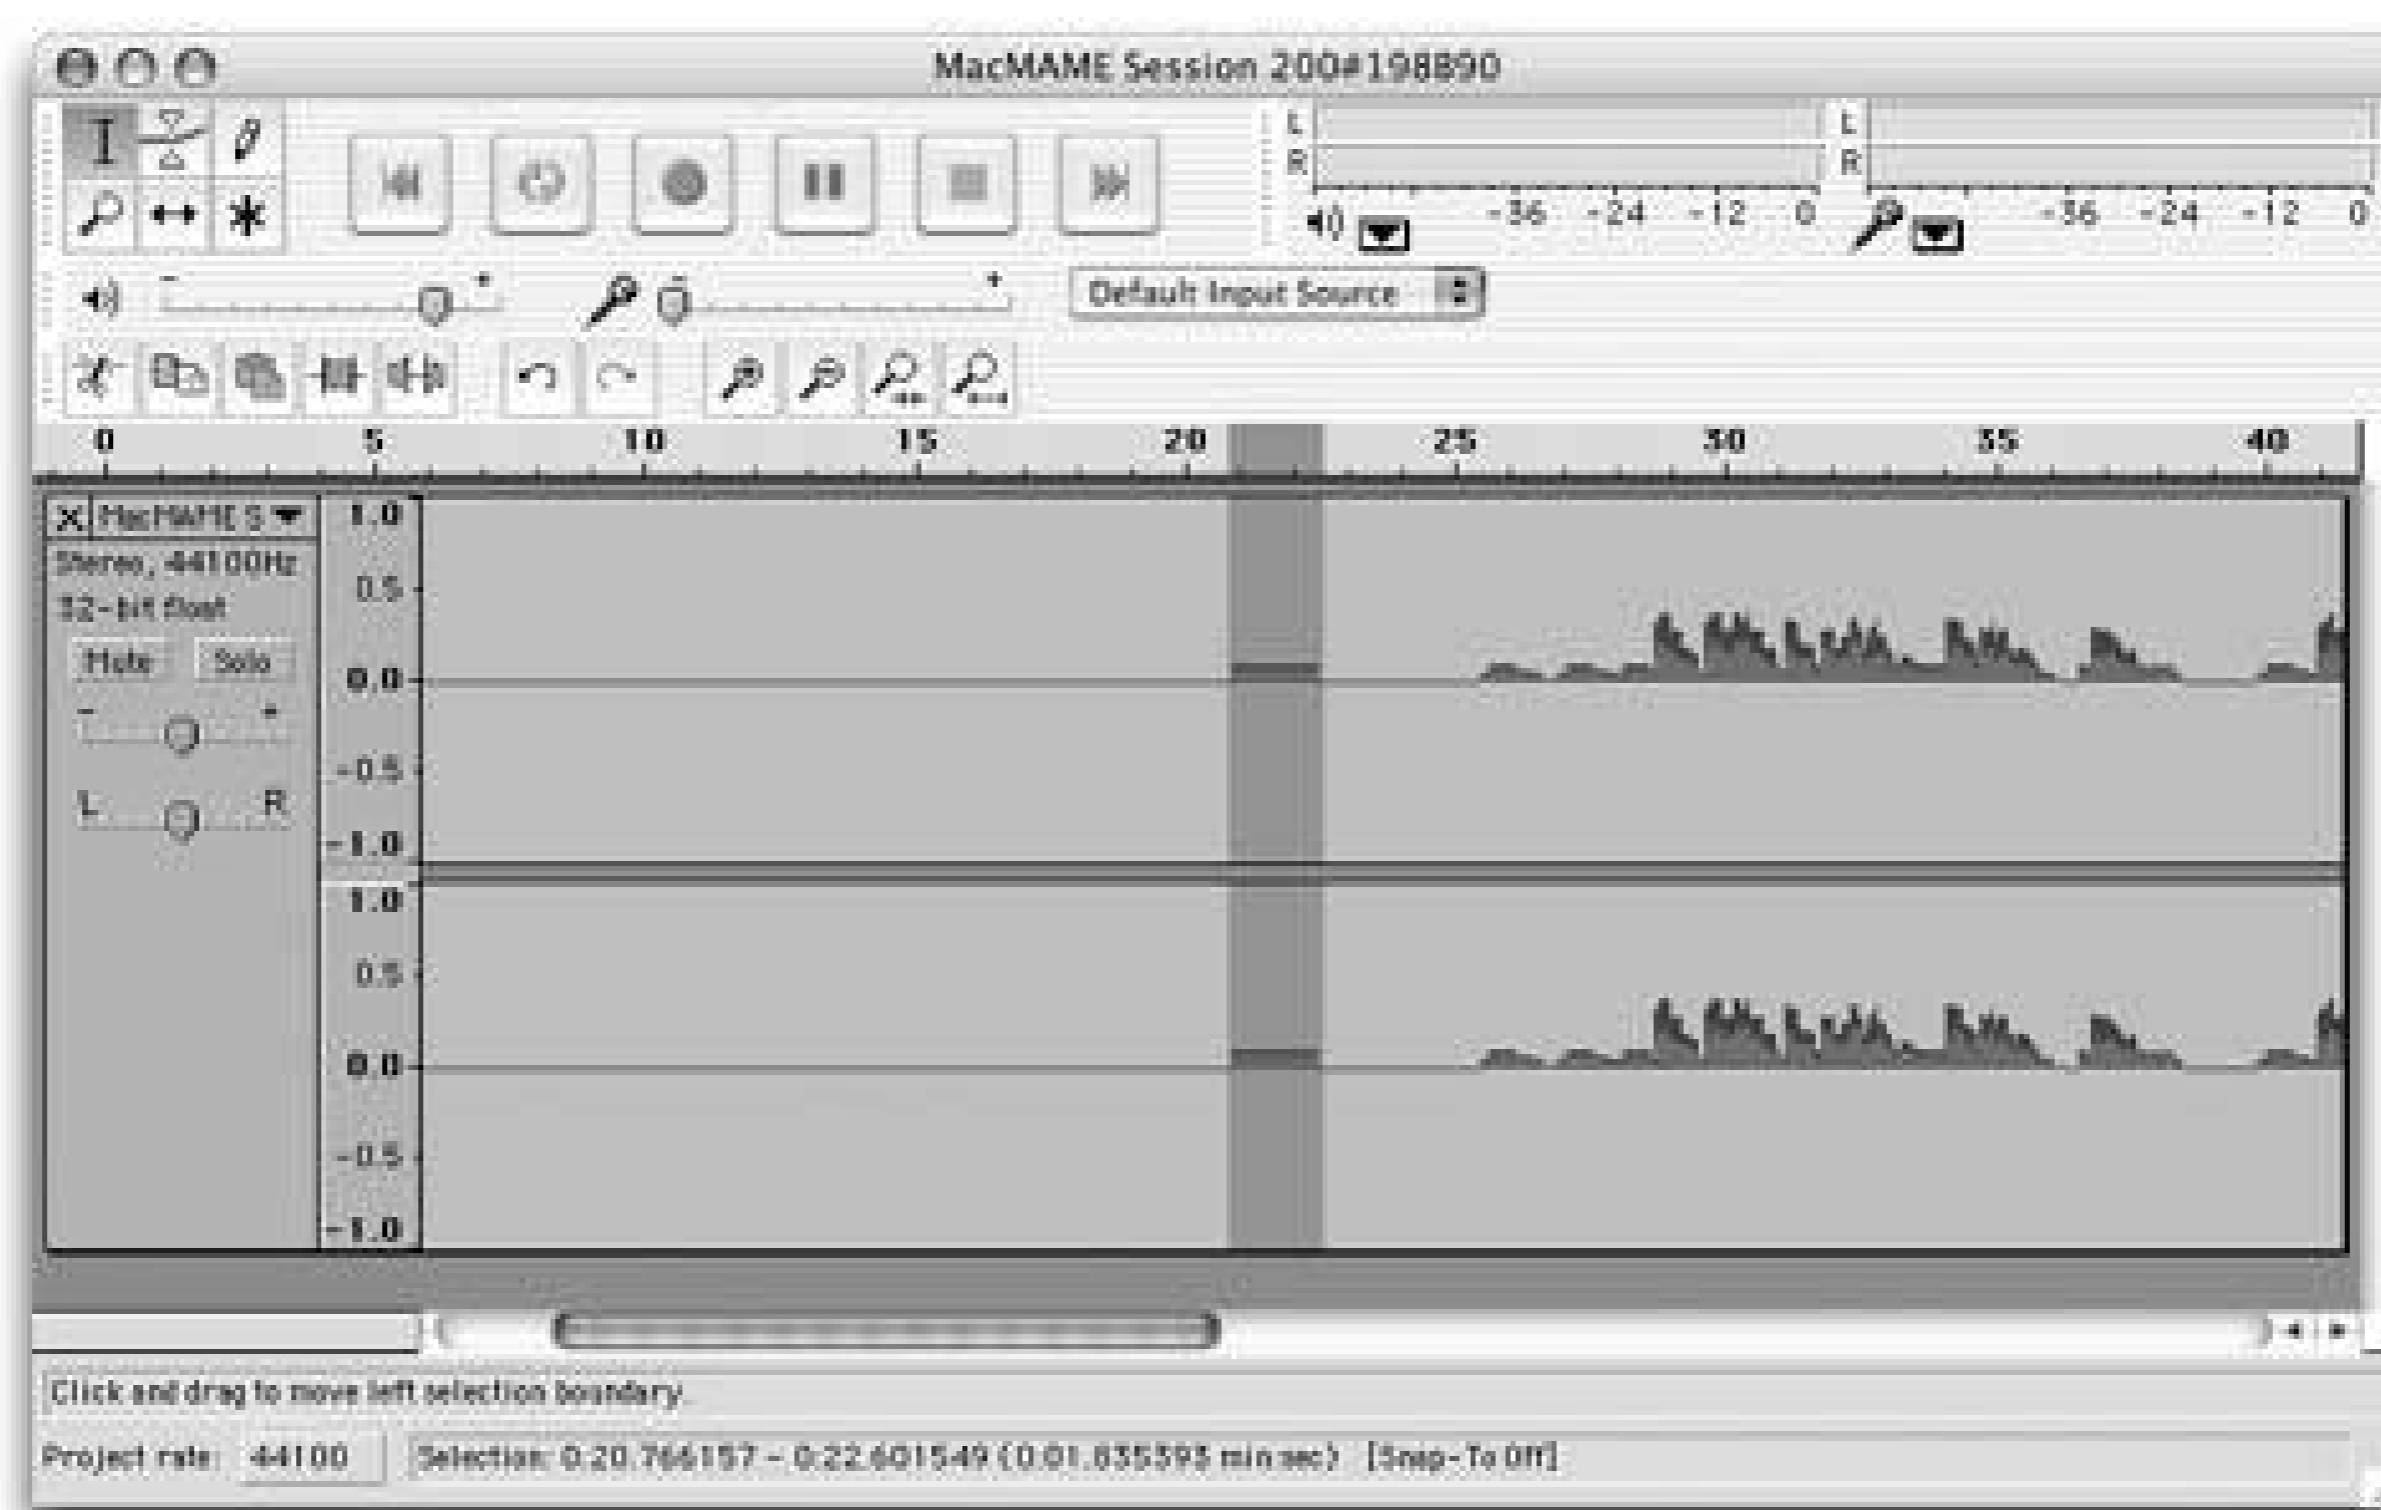 MacMAME Session 200#198890
L
R
-36 -24 -12 0
L
R
-36 -24 -12 0
- +
- +
Default Input Source
0 5 10 15 20 25 30 35 40
X MacMAME S
Stereo, 44100Hz
32-bit float
Mute Solo
- +
L R
1.0
0.5
0.0
-0.5
-1.0
1.0
0.5
0.0
-0.5
-1.0
Click and drag to move left selection boundary.
Project rate: 44100 Selection: 0:20.766157 - 0:22.601549 (0:01.835393 min:sec) [Snap-To Off]